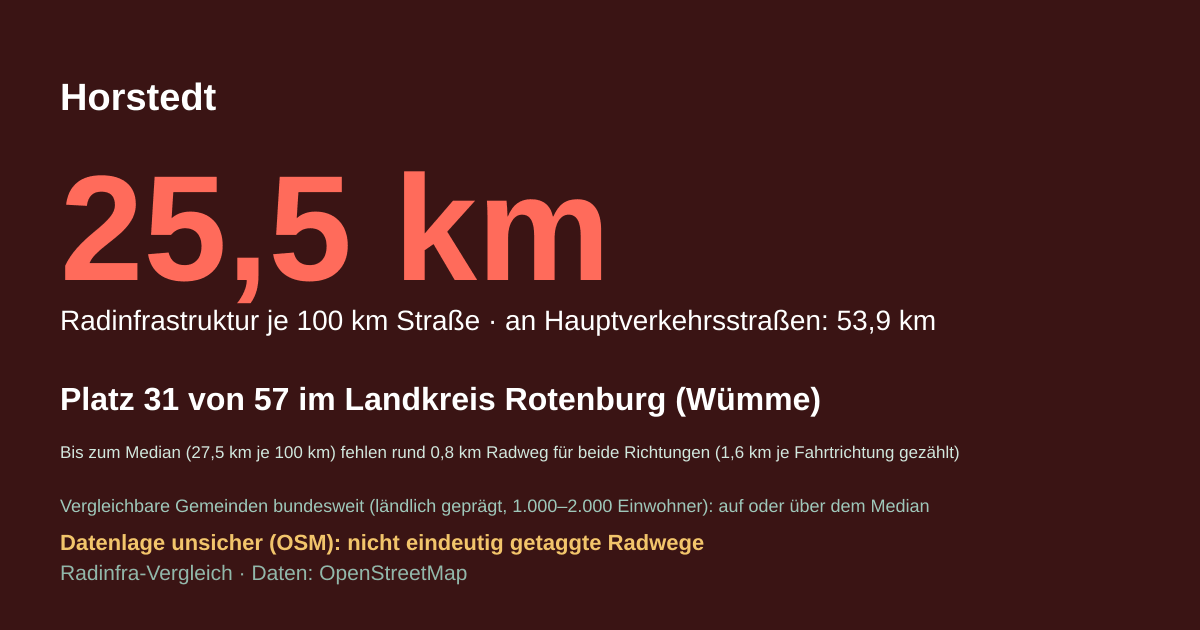 Horstedt
25,5 km
Radinfrastruktur je 100 km Straße · an Hauptverkehrsstraßen: 53,9 km
Platz 31 von 57 im Landkreis Rotenburg (Wümme)
Bis zum Median (27,5 km je 100 km) fehlen rund 0,8 km Radweg für beide Richtungen (1,6 km je Fahrtrichtung gezählt)
Vergleichbare Gemeinden bundesweit (ländlich geprägt, 1.000–2.000 Einwohner): auf oder über dem Median
Datenlage unsicher (OSM): nicht eindeutig getaggte Radwege
Radinfra-Vergleich · Daten: OpenStreetMap